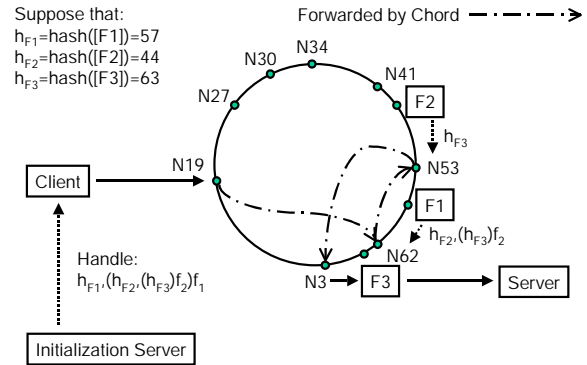 Suppose that:
h_F1=hash([F1])=57
h_F2=hash([F2])=44
h_F3=hash([F3])=63
Forwarded by Chord
N34
N30
N41
N27
F2
h_F3
N19
N53
Client
F1
h_F2,(h_F3)f_2
N62
Handle:
h_F1,(h_F2,(h_F3)f_2)f_1
N3
F3
Server
Initialization Server